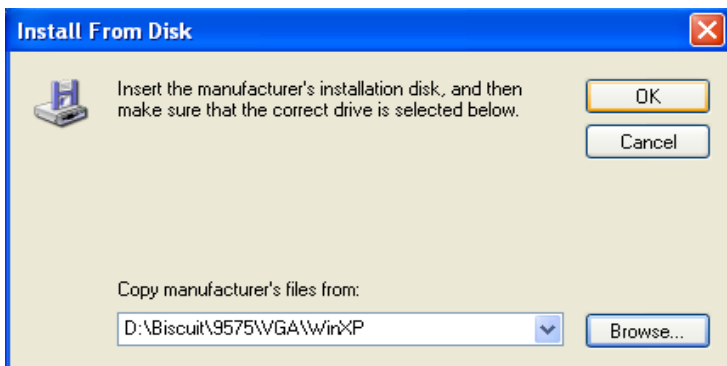 Install From Disk
Insert the manufacturer's installation disk, and then
make sure that the correct drive is selected below.
OK
Cancel
Copy manufacturer's files from:
D:\Biscuit\9575\VGA\WinXP
Browse...